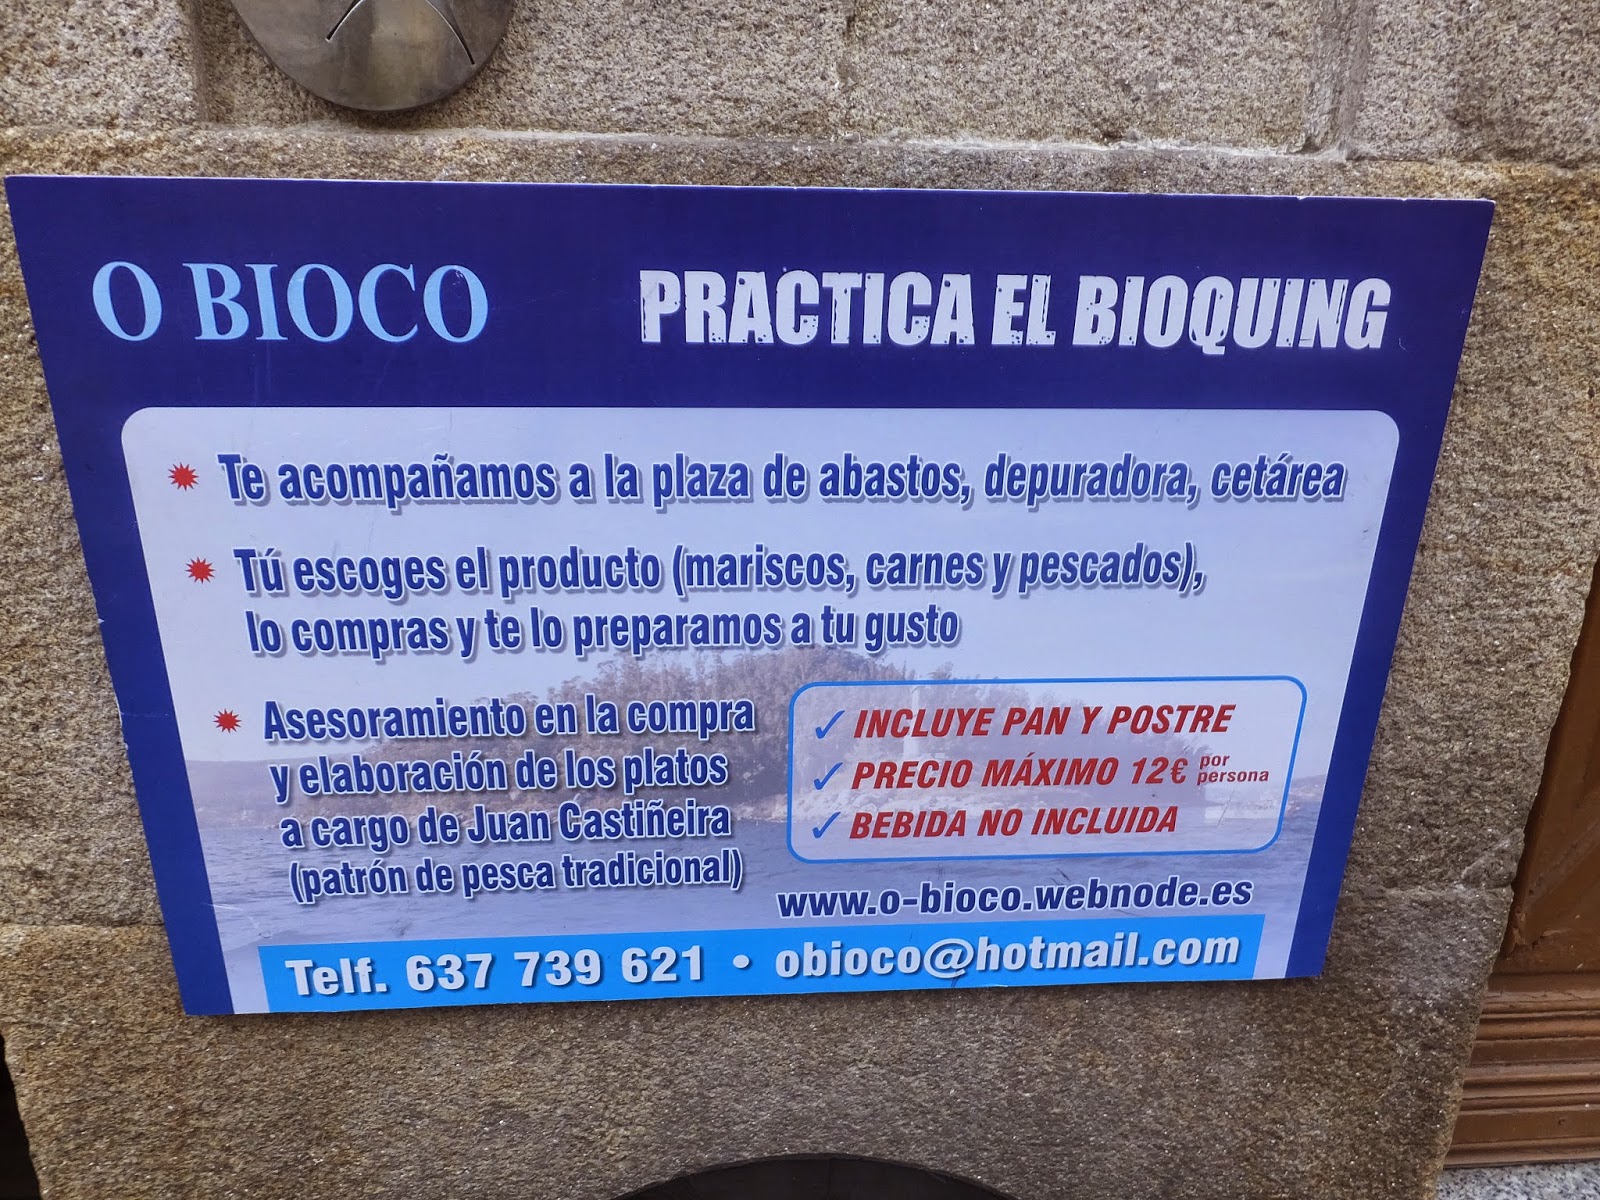 O BIOCO
PRACTICA EL BIOQUING
Te acompañamos a la plaza de abastos, depuradora, cetárea
Tú escoges el producto (mariscos, carnes y pescados),
lo compras y te lo preparamos a tu gusto
Asesoramiento en la compra
y elaboración de los platos
a cargo de Juan Castiñeira
(patrón de pesca tradicional)
✓ INCLUYE PAN Y POSTRE
✓ PRECIO MÁXIMO 12€ por persona
✓ BEBIDA NO INCLUIDA
www.o-bioco.webnode.es
Telf. 637 739 621 • obioco@hotmail.com